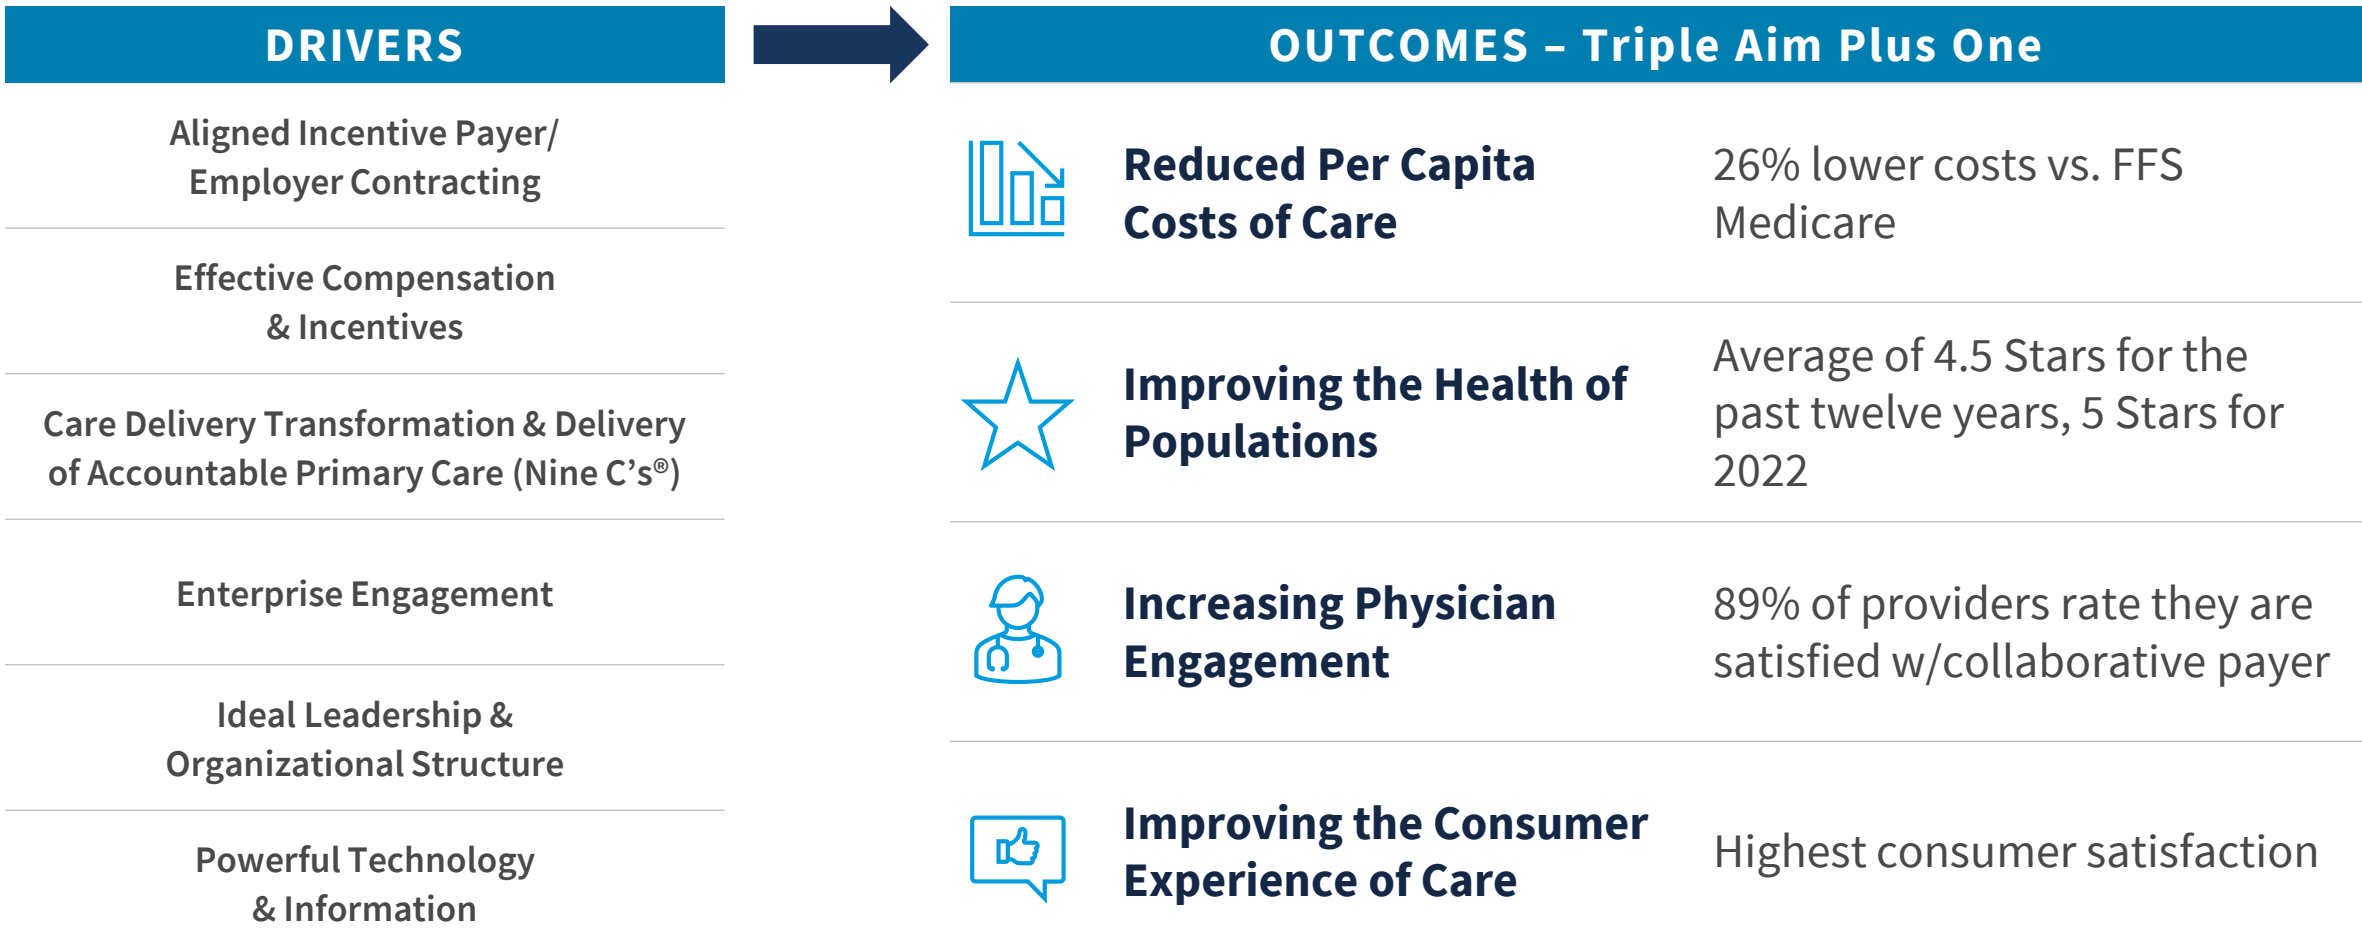 DRIVERS
Aligned Incentive Payer/
Employer Contracting
Effective Compensation
& Incentives
Care Delivery Transformation & Delivery
of Accountable Primary Care (Nine C’s®)
Enterprise Engagement
Ideal Leadership &
Organizational Structure
Powerful Technology
& Information
OUTCOMES – Triple Aim Plus One
Reduced Per Capita
Costs of Care
26% lower costs vs. FFS
Medicare
Improving the Health of
Populations
Average of 4.5 Stars for the
past twelve years, 5 Stars for
2022
Increasing Physician
Engagement
89% of providers rate they are
satisfied w/collaborative payer
Improving the Consumer
Experience of Care
Highest consumer satisfaction